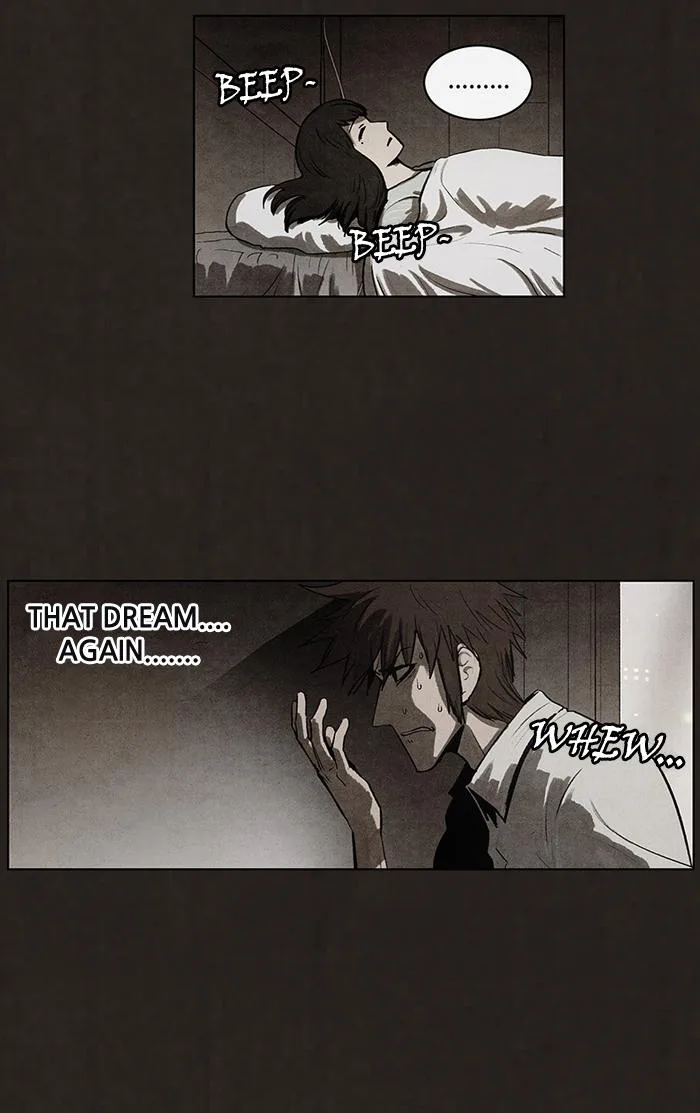 BEEP~
.........
BEEP~
THAT DREAM....
AGAIN.......
WHEW...